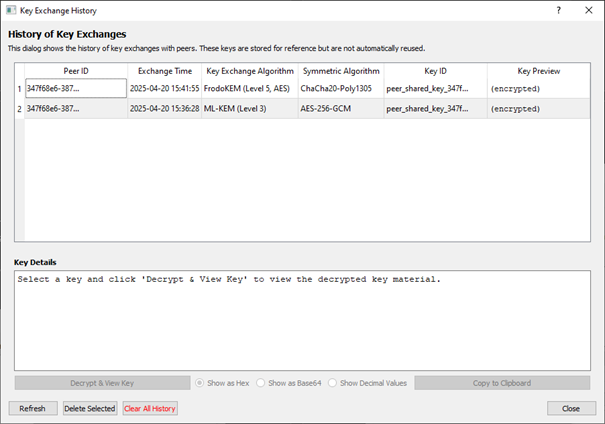 Key Exchange History
History of Key Exchanges
This dialog shows the history of key exchanges with peers. These keys are stored for reference but are not automatically reused.
Peer ID Exchange Time Key Exchange Algorithm Symmetric Algorithm Key ID Key Preview
1 347f68e6-387... 2025-04-20 15:41:55 FrodoKEM (Level 5, AES) ChaCha20-Poly1305 peer_shared_key_347f... (encrypted)
2 347f68e6-387... 2025-04-20 15:36:28 ML-KEM (Level 3) AES-256-GCM peer_shared_key_347f... (encrypted)
Key Details
Select a key and click 'Decrypt & View Key' to view the decrypted key material.
Decrypt & View Key Show as Hex Show as Base64 Show Decimal Values Copy to Clipboard
Refresh Delete Selected Clear All History Close